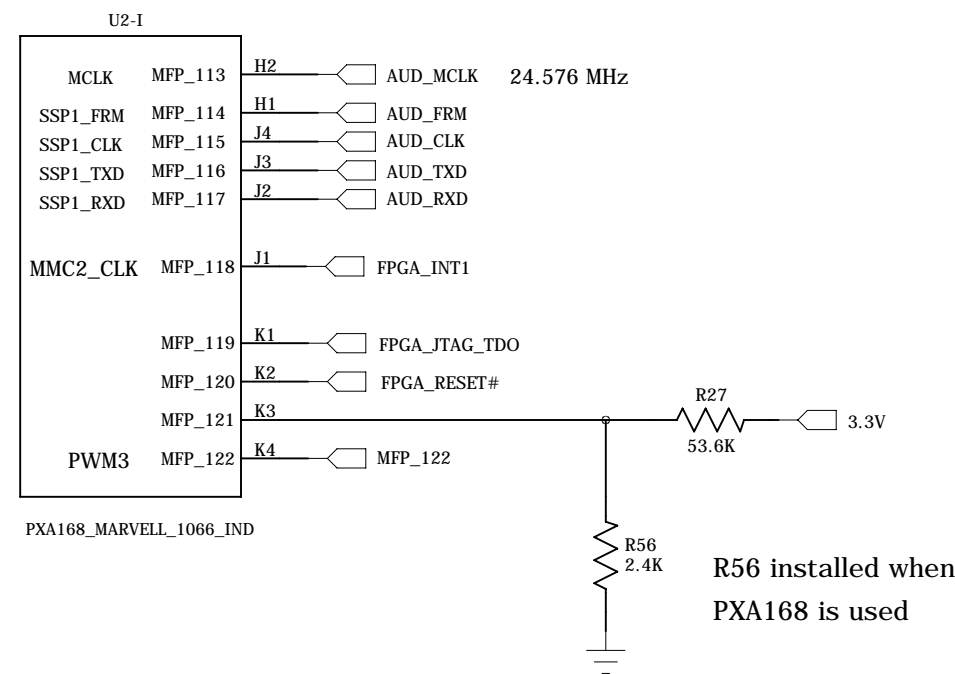 U2-I
MCLK MFP_113 H2 AUD_MCLK 24.576 MHz
SSP1_FRM MFP_114 H1 AUD_FRM
SSP1_CLK MFP_115 J4 AUD_CLK
SSP1_TXD MFP_116 J3 AUD_TXD
SSP1_RXD MFP_117 J2 AUD_RXD
MMC2_CLK MFP_118 J1 FPGA_INT1
MFP_119 K1 FPGA_JTAG_TDO
MFP_120 K2 FPGA_RESET#
R27
MFP_121 K3 3.3V
53.6K
PWM3 MFP_122 K4 MFP_122
PXA168_MARVELL_1066_IND
R56
2.4K
R56 installed when
PXA168 is used